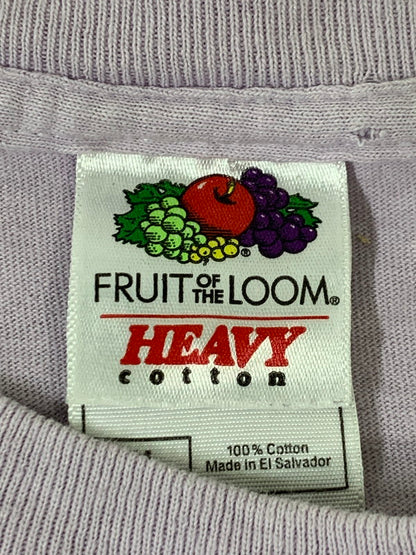 ®
FRUIT OF THE LOOM®
HEAVY
cotton
100% Cotton
Made in El Salvador